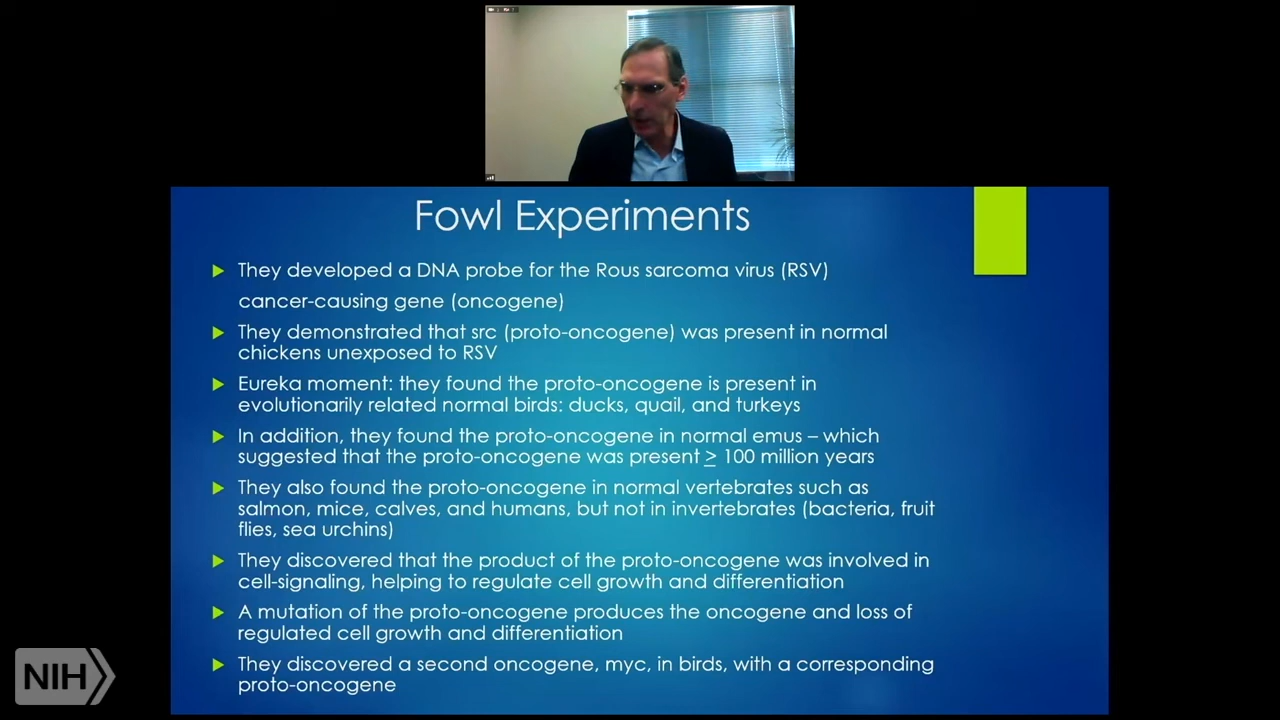 Fowl Experiments
They developed a DNA probe for the Rous sarcoma virus (RSV)
cancer-causing gene (oncogene)
They demonstrated that src (proto-oncogene) was present in normal
chickens unexposed to RSV
Eureka moment: they found the proto-oncogene is present in
evolutionarily related normal birds: ducks, quail, and turkeys
In addition, they found the proto-oncogene in normal emus – which
suggested that the proto-oncogene was present ≥ 100 million years
They also found the proto-oncogene in normal vertebrates such as
salmon, mice, calves, and humans, but not in invertebrates (bacteria, fruit
flies, sea urchins)
They discovered that the product of the proto-oncogene was involved in
cell-signaling, helping to regulate cell growth and differentiation
A mutation of the proto-oncogene produces the oncogene and loss of
regulated cell growth and differentiation
They discovered a second oncogene, myc, in birds, with a corresponding
proto-oncogene
NIH